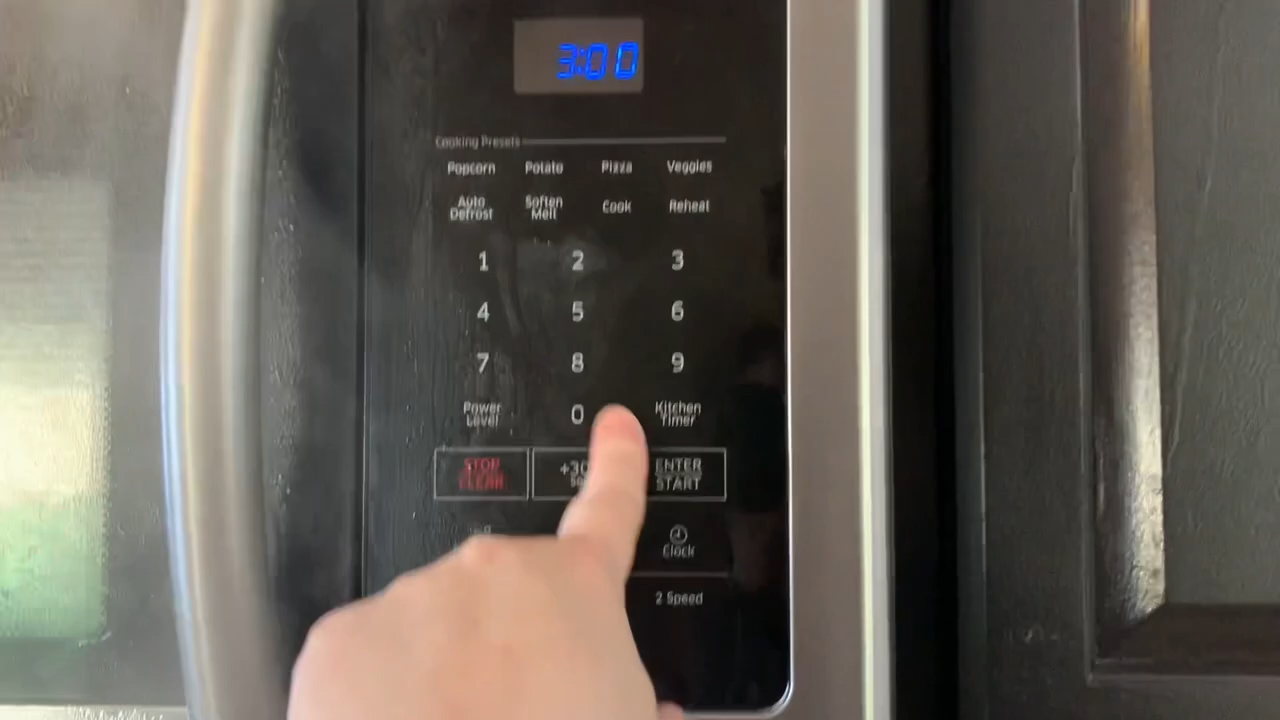 3:00
Cooking Presets
Popcorn Potato Pizza Veggies
Auto Defrost Soften Melt Cook Reheat
1 2 3
4 5 6
7 8 9
Power Level 0 Kitchen Timer
STOP CLEAR +30 ENTER START
Clock
2 Speed